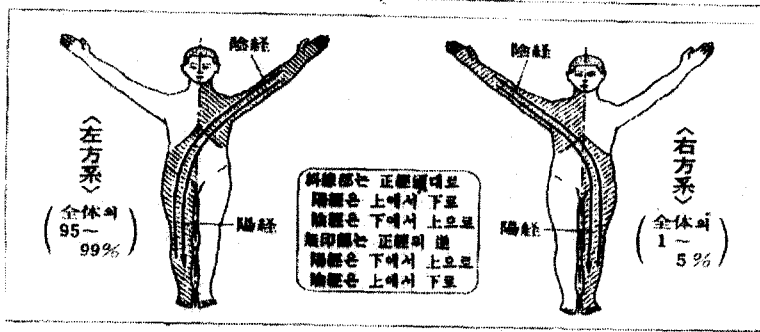 陰経
〈左方系〉
(全体의
95~
99%)
陽経
斜線部는 正經대로
陽經은 上에서 下로
陰經은 下에서 上으로
無印部는 正經의 逆
陽經은 下에서 上으로
陰經은 上에서 下로
陰経
〈右方系〉
(全体의
1~
5%)
陽経